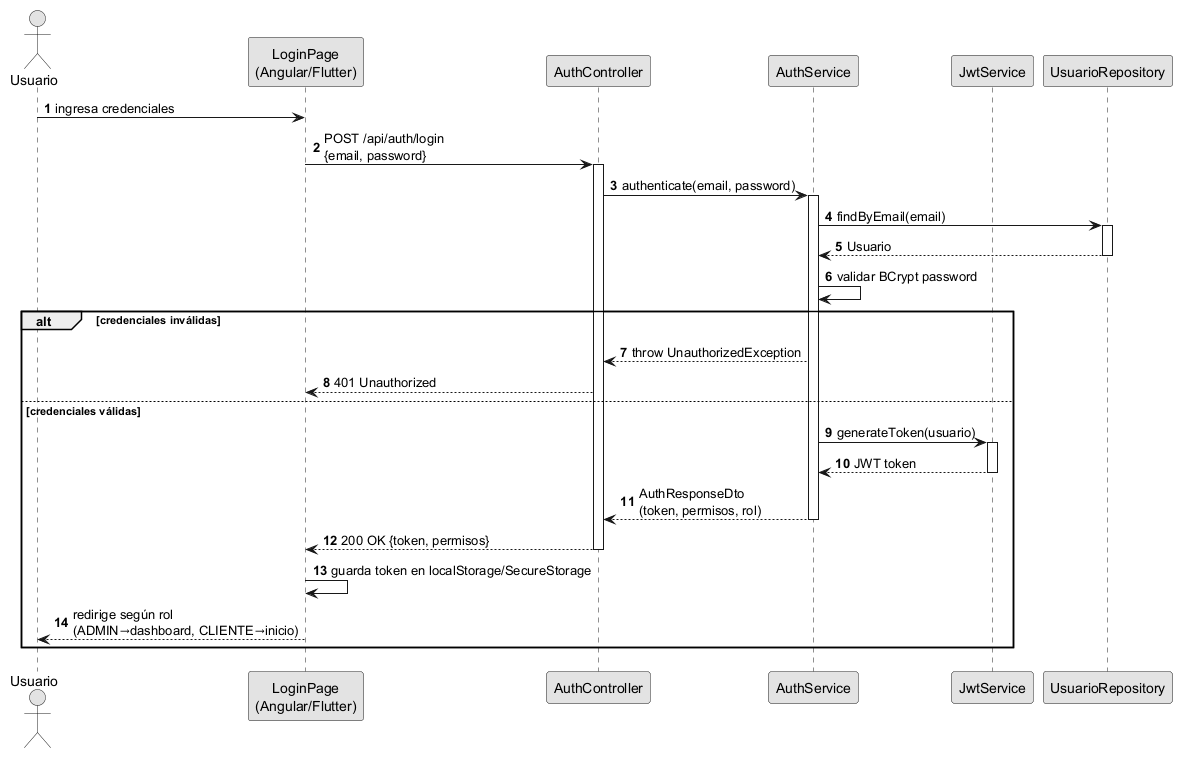 Usuario
LoginPage
(Angular/Flutter)
AuthController
AuthService
JwtService
UsuarioRepository
1 ingresa credenciales
2 POST /api/auth/login
{email, password}
3 authenticate(email, password)
4 findByEmail(email)
5 Usuario
6 validar BCrypt password
alt [credenciales inválidas]
7 throw UnauthorizedException
8 401 Unauthorized
[credenciales válidas]
9 generateToken(usuario)
10 JWT token
11 AuthResponseDto
(token, permisos, rol)
12 200 OK {token, permisos}
13 guarda token en localStorage/SecureStorage
14 redirige según rol
(ADMIN→dashboard, CLIENTE→inicio)
Usuario
LoginPage
(Angular/Flutter)
AuthController
AuthService
JwtService
UsuarioRepository